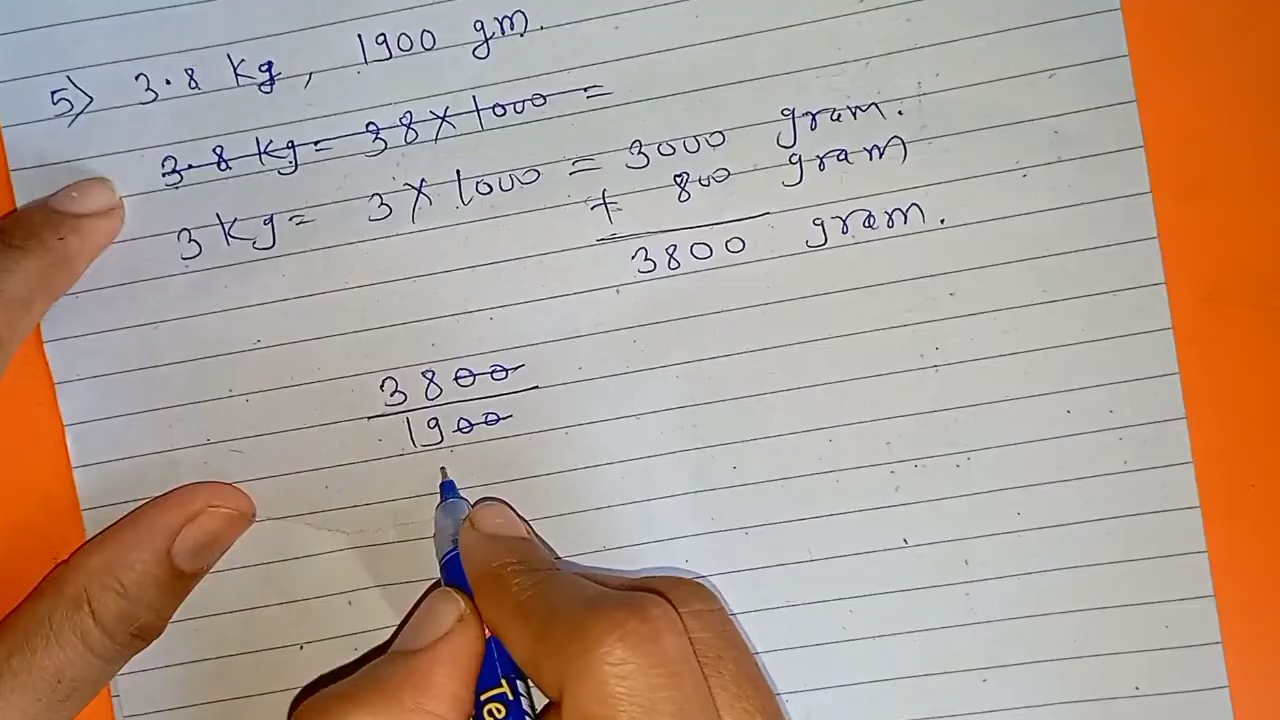 5) 3.8 kg, 1900 gm.
3.8 kg = 38 × 1000 =
3 kg = 3 × 1000 = 3000 gram.
+ 800 gram
3800 gram.
3800
1900
Te